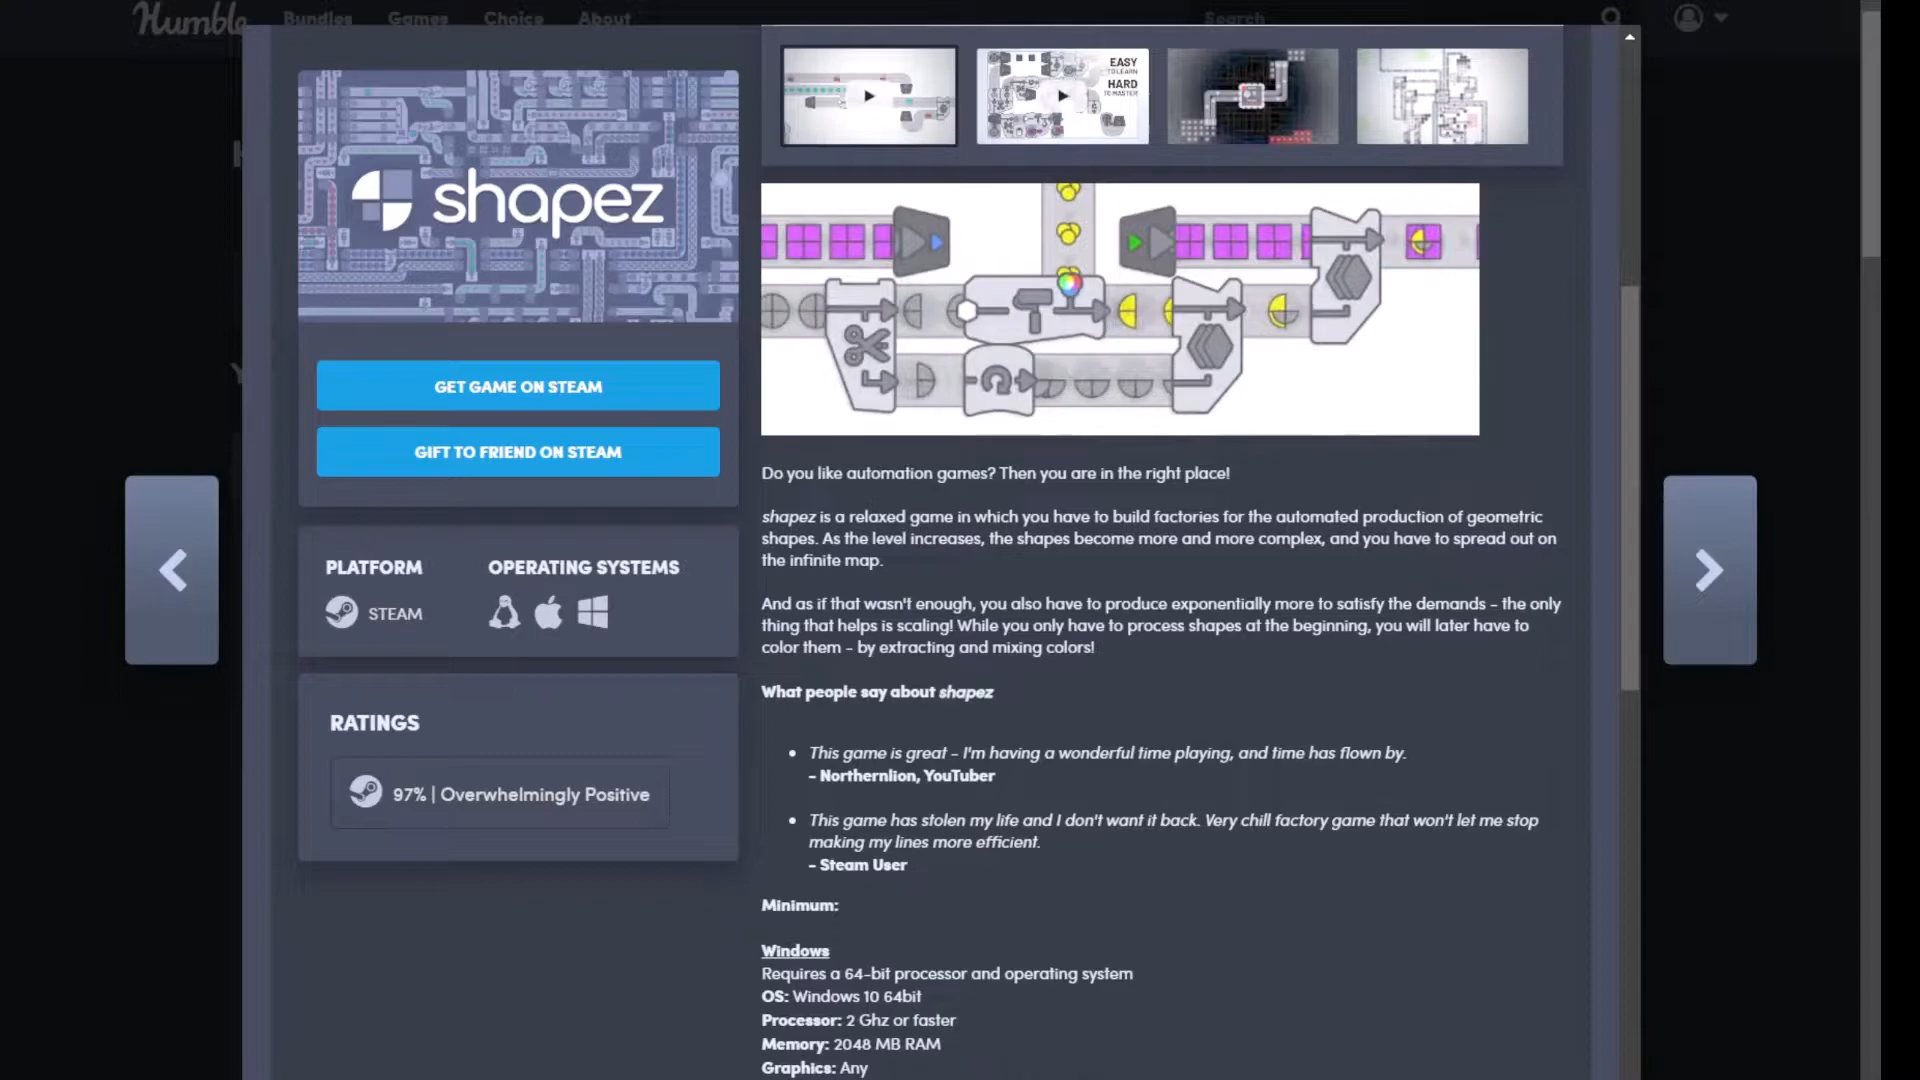 Humble
Bundles
Games
Choice
About
Search
EASY
TO LEARN
HARD
TO MASTER
shapez
GET GAME ON STEAM
GIFT TO FRIEND ON STEAM
PLATFORM
STEAM
OPERATING SYSTEMS
RATINGS
97% | Overwhelmingly Positive
Do you like automation games? Then you are in the right place!
shapez is a relaxed game in which you have to build factories for the automated production of geometric
shapes. As the level increases, the shapes become more and more complex, and you have to spread out on
the infinite map.
And as if that wasn't enough, you also have to produce exponentially more to satisfy the demands - the only
thing that helps is scaling! While you only have to process shapes at the beginning, you will later have to
color them - by extracting and mixing colors!
What people say about shapez
This game is great - I'm having a wonderful time playing, and time has flown by.
- Northernlion, YouTuber
This game has stolen my life and I don't want it back. Very chill factory game that won't let me stop
making my lines more efficient.
- Steam User
Minimum:
Windows
Requires a 64-bit processor and operating system
OS: Windows 10 64bit
Processor: 2 Ghz or faster
Memory: 2048 MB RAM
Graphics: Any